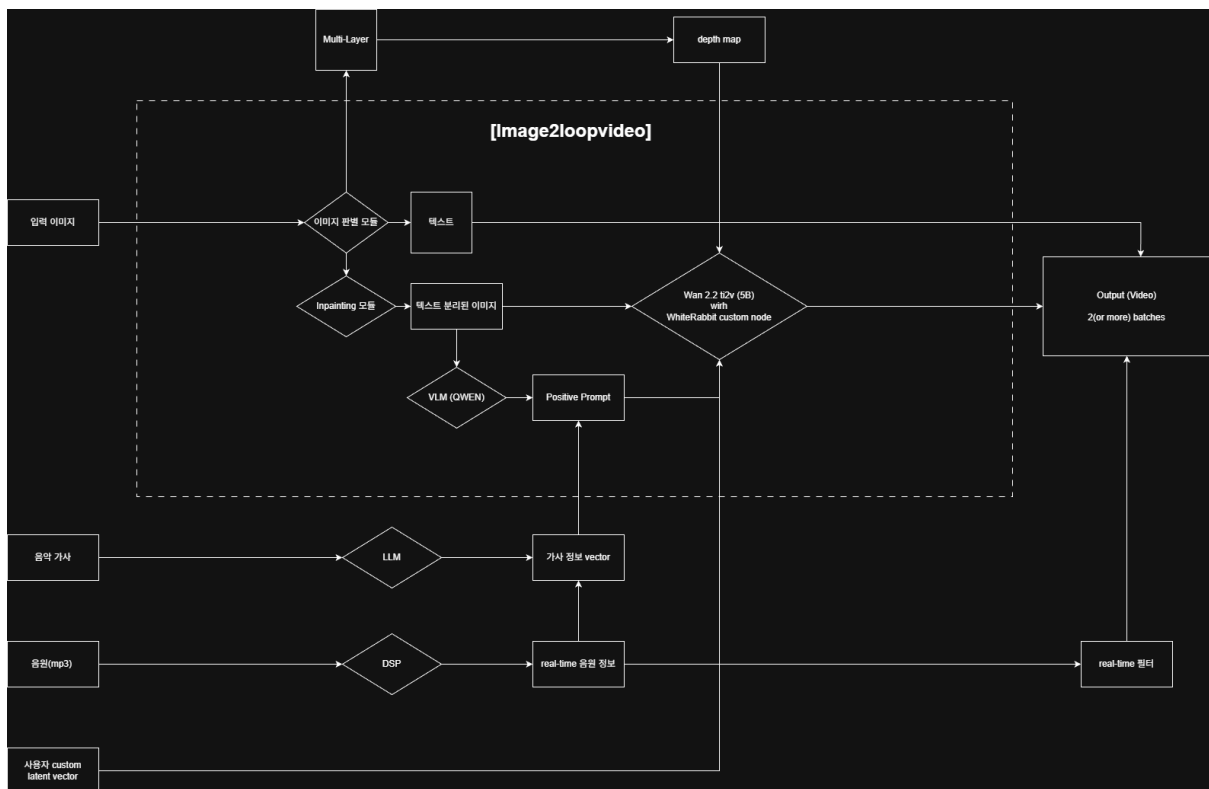 Multi-Layer
depth map
[Image2loopvideo]
입력 이미지
이미지 판별 모듈
텍스트
Inpainting 모듈
텍스트 분리된 이미지
Wan 2.2 ti2v (5B)
wirh
WhiteRabbit custom node
Output (Video)
2(or more) batches
VLM (QWEN)
Positive Prompt
음악 가사
LLM
가사 정보 vector
음원(mp3)
DSP
real-time 음원 정보
real-time 필터
사용자 custom
latent vector